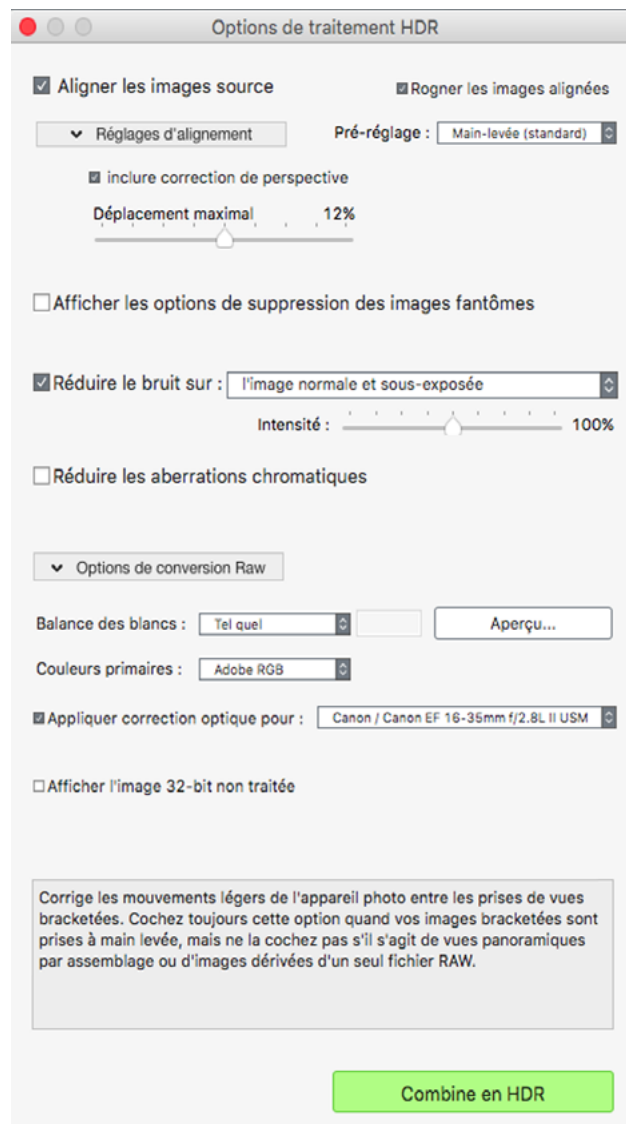 Options de traitement HDR
Aligner les images source
Rogner les images alignées
Réglages d'alignement
Pré-réglage : Main-levée (standard)
inclure correction de perspective
Déplacement maximal 12%
Afficher les options de suppression des images fantômes
Réduire le bruit sur : l'image normale et sous-exposée
Intensité : 100%
Réduire les aberrations chromatiques
Options de conversion Raw
Balance des blancs : Tel quel Aperçu...
Couleurs primaires : Adobe RGB
Appliquer correction optique pour : Canon / Canon EF 16-35mm f/2.8L II USM
Afficher l'image 32-bit non traitée
Corrige les mouvements légers de l'appareil photo entre les prises de vues
bracketées. Cochez toujours cette option quand vos images bracketées sont
prises à main levée, mais ne la cochez pas s'il s'agit de vues panoramiques
par assemblage ou d'images dérivées d'un seul fichier RAW.
Combine en HDR